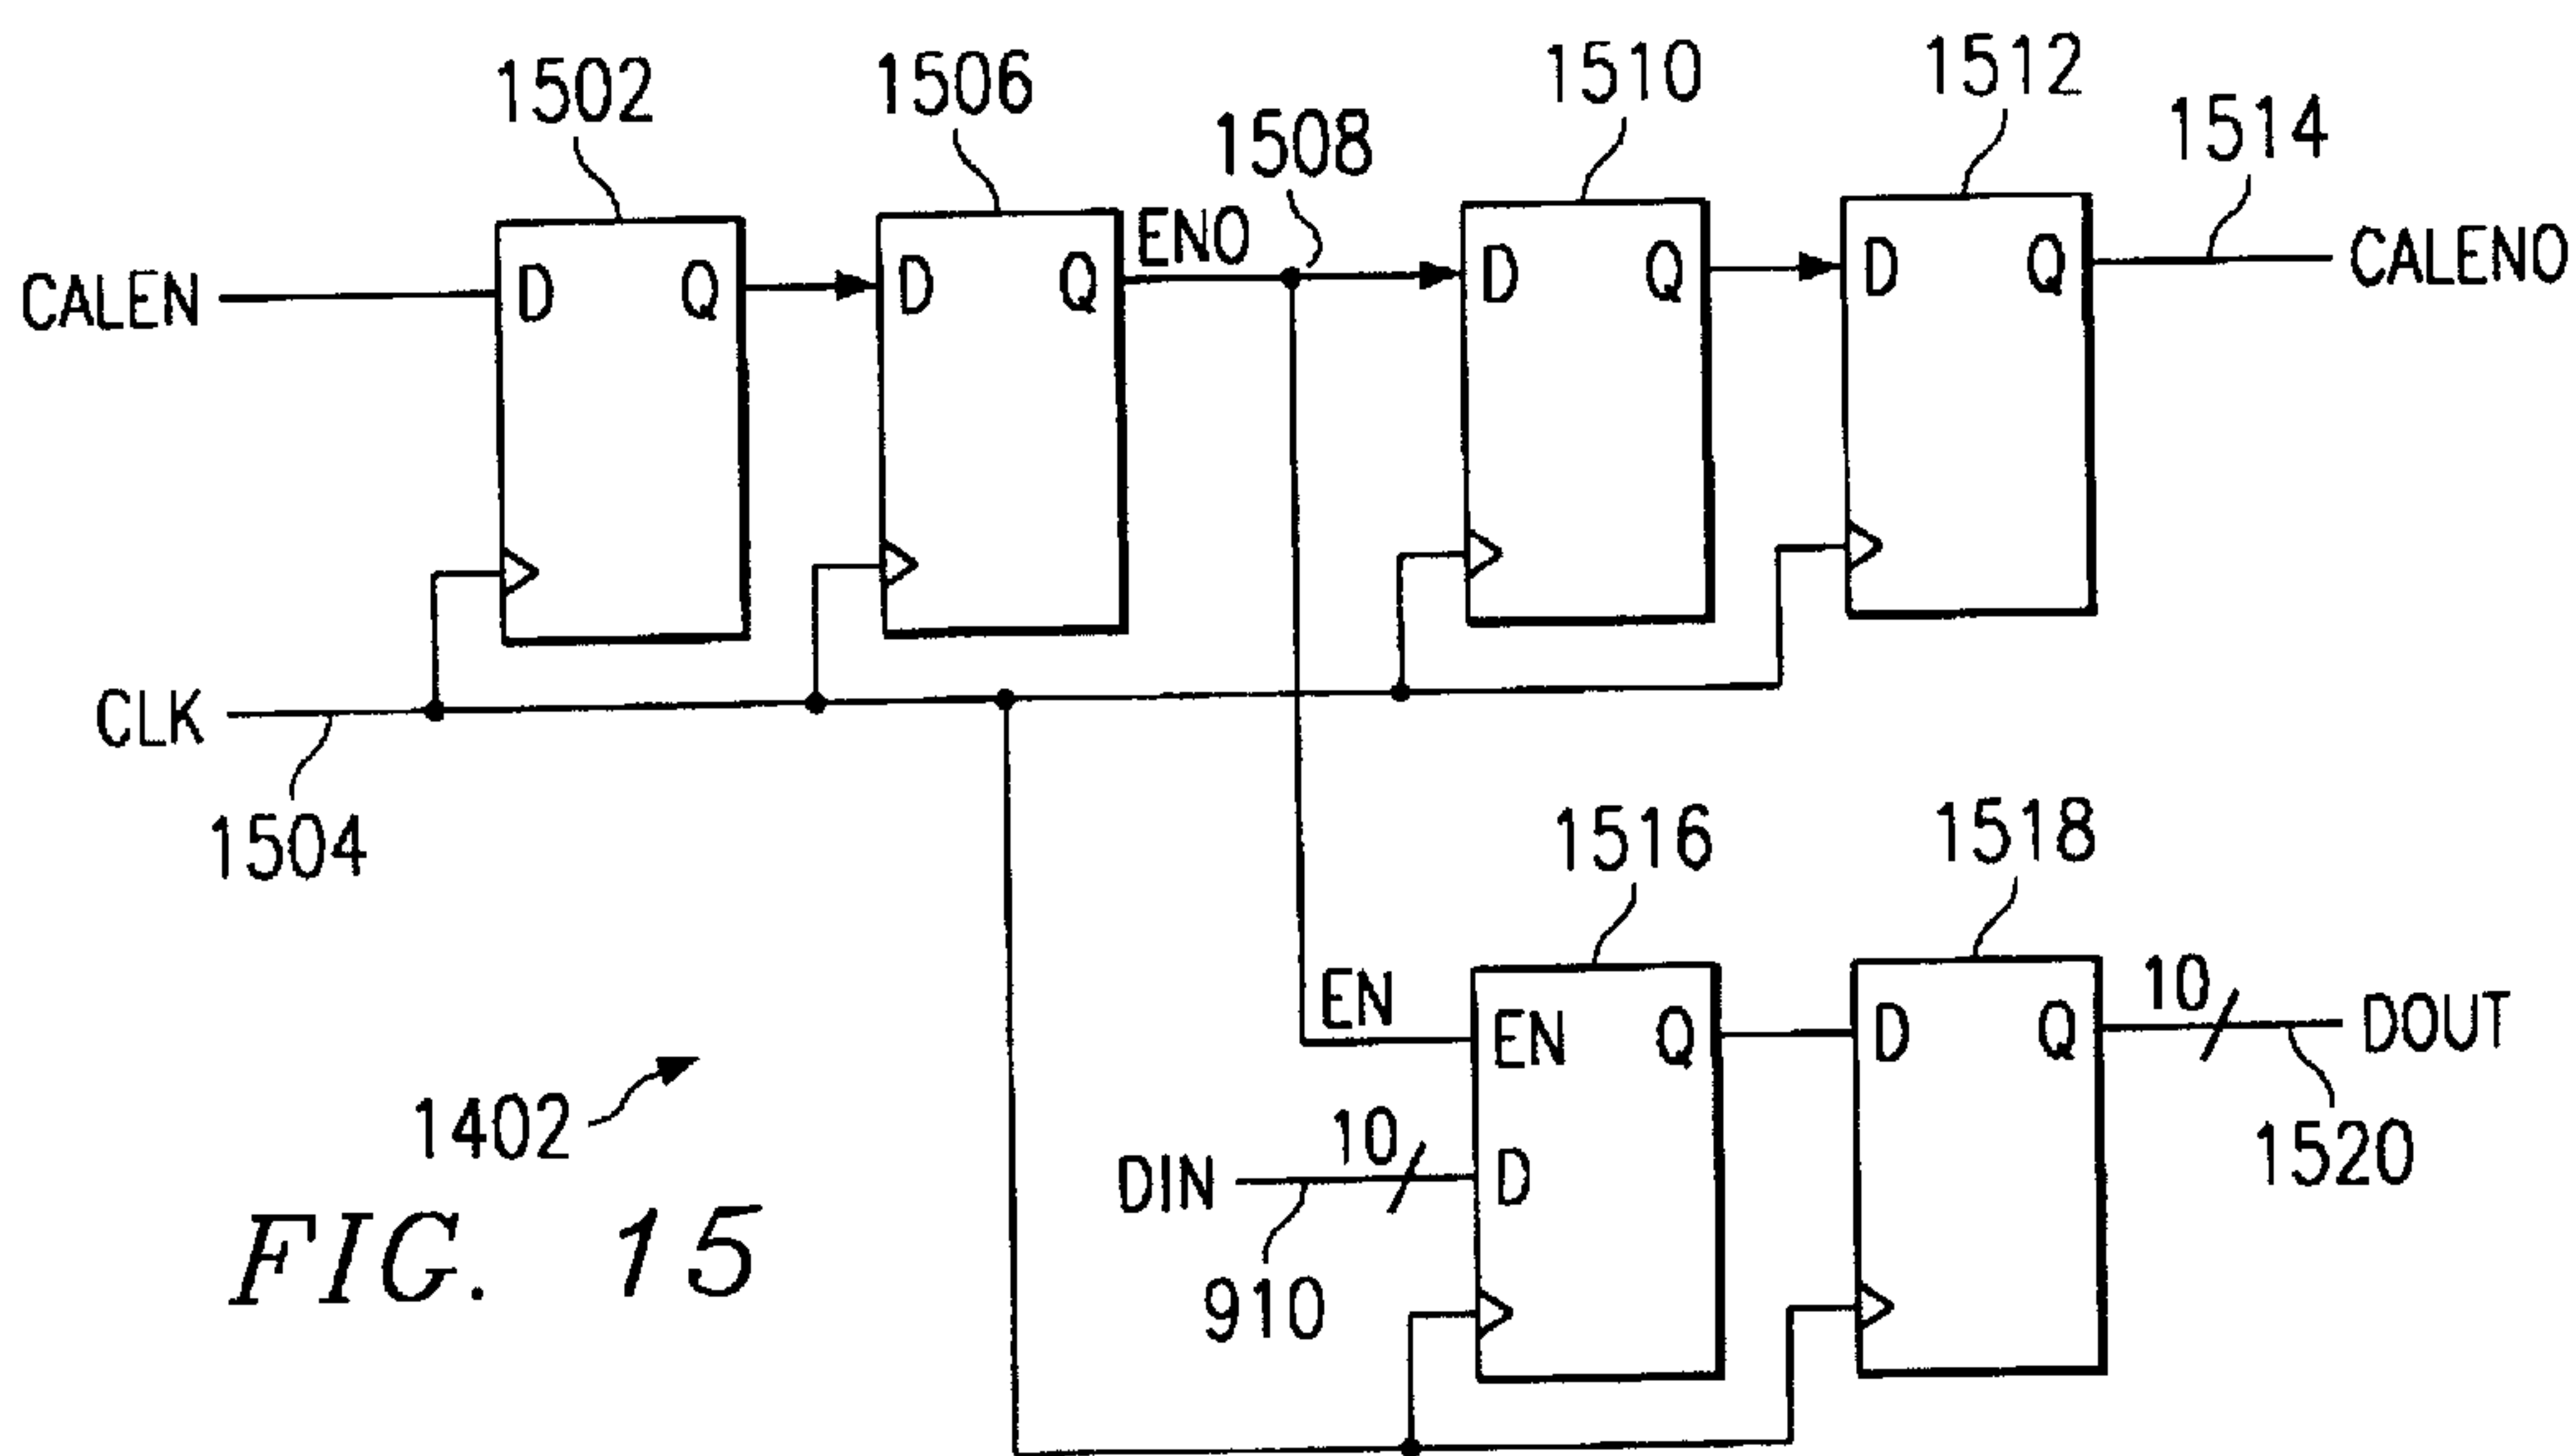 1502
1506
1508
1510
1512
1514
CALEN
D Q
D Q
ENO
D Q
D Q
CALENO
CLK
1504
1516
1518
EN
EN Q
D Q
10
DOUT
1520
1402
DIN
10
D
910
FIG. 15